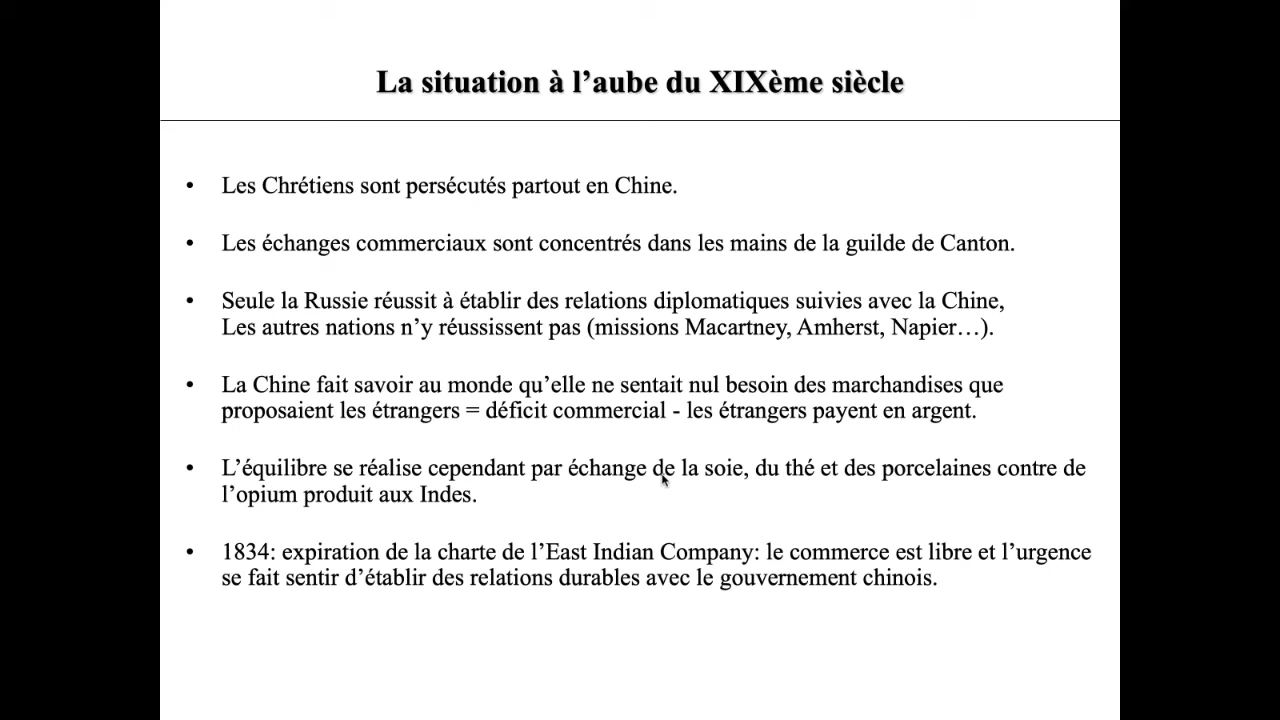 La situation à l’aube du XIXème siècle
• Les Chrétiens sont persécutés partout en Chine.
• Les échanges commerciaux sont concentrés dans les mains de la guilde de Canton.
• Seule la Russie réussit à établir des relations diplomatiques suivies avec la Chine,
Les autres nations n’y réussissent pas (missions Macartney, Amherst, Napier…).
• La Chine fait savoir au monde qu’elle ne sentait nul besoin des marchandises que
proposaient les étrangers = déficit commercial - les étrangers payent en argent.
• L’équilibre se réalise cependant par échange de la soie, du thé et des porcelaines contre de
l’opium produit aux Indes.
• 1834: expiration de la charte de l’East Indian Company: le commerce est libre et l’urgence
se fait sentir d’établir des relations durables avec le gouvernement chinois.